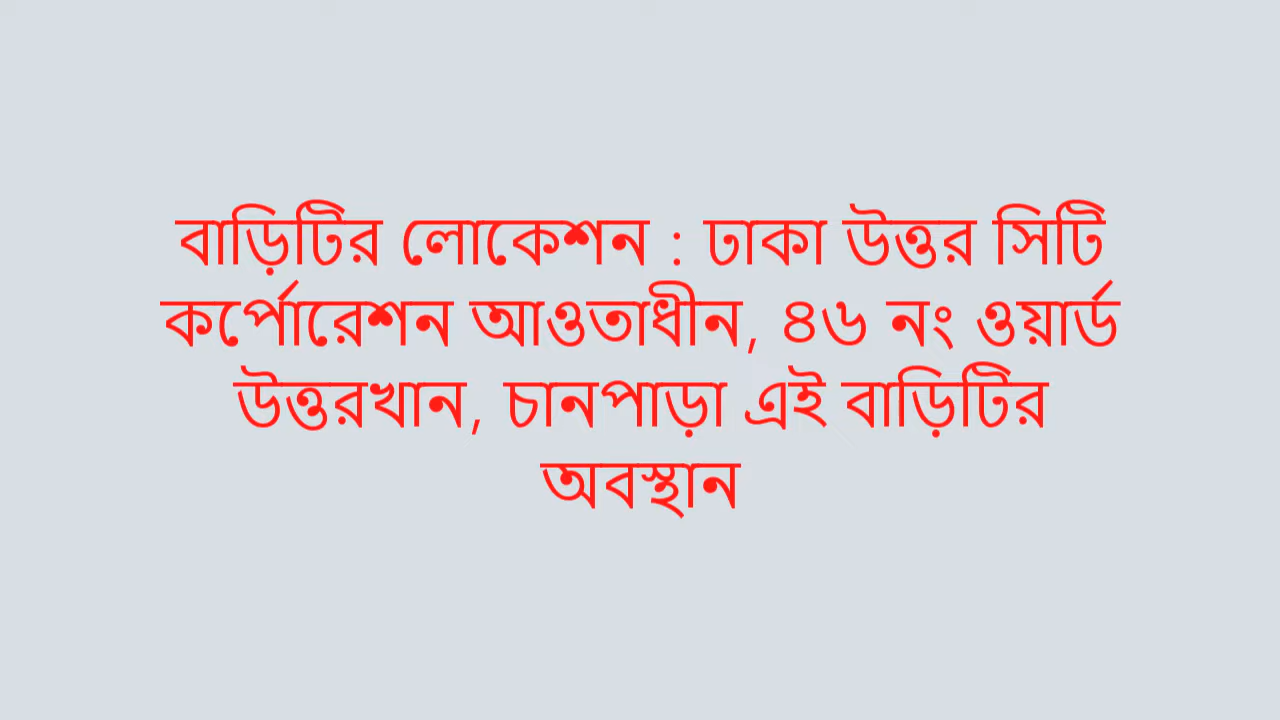 বাড়িটির লোকেশন : ঢাকা উত্তর সিটি
কর্পোরেশন আওতাধীন, ৪৬ নং ওয়ার্ড
উত্তরখান, চানপাড়া এই বাড়িটির
অবস্থান